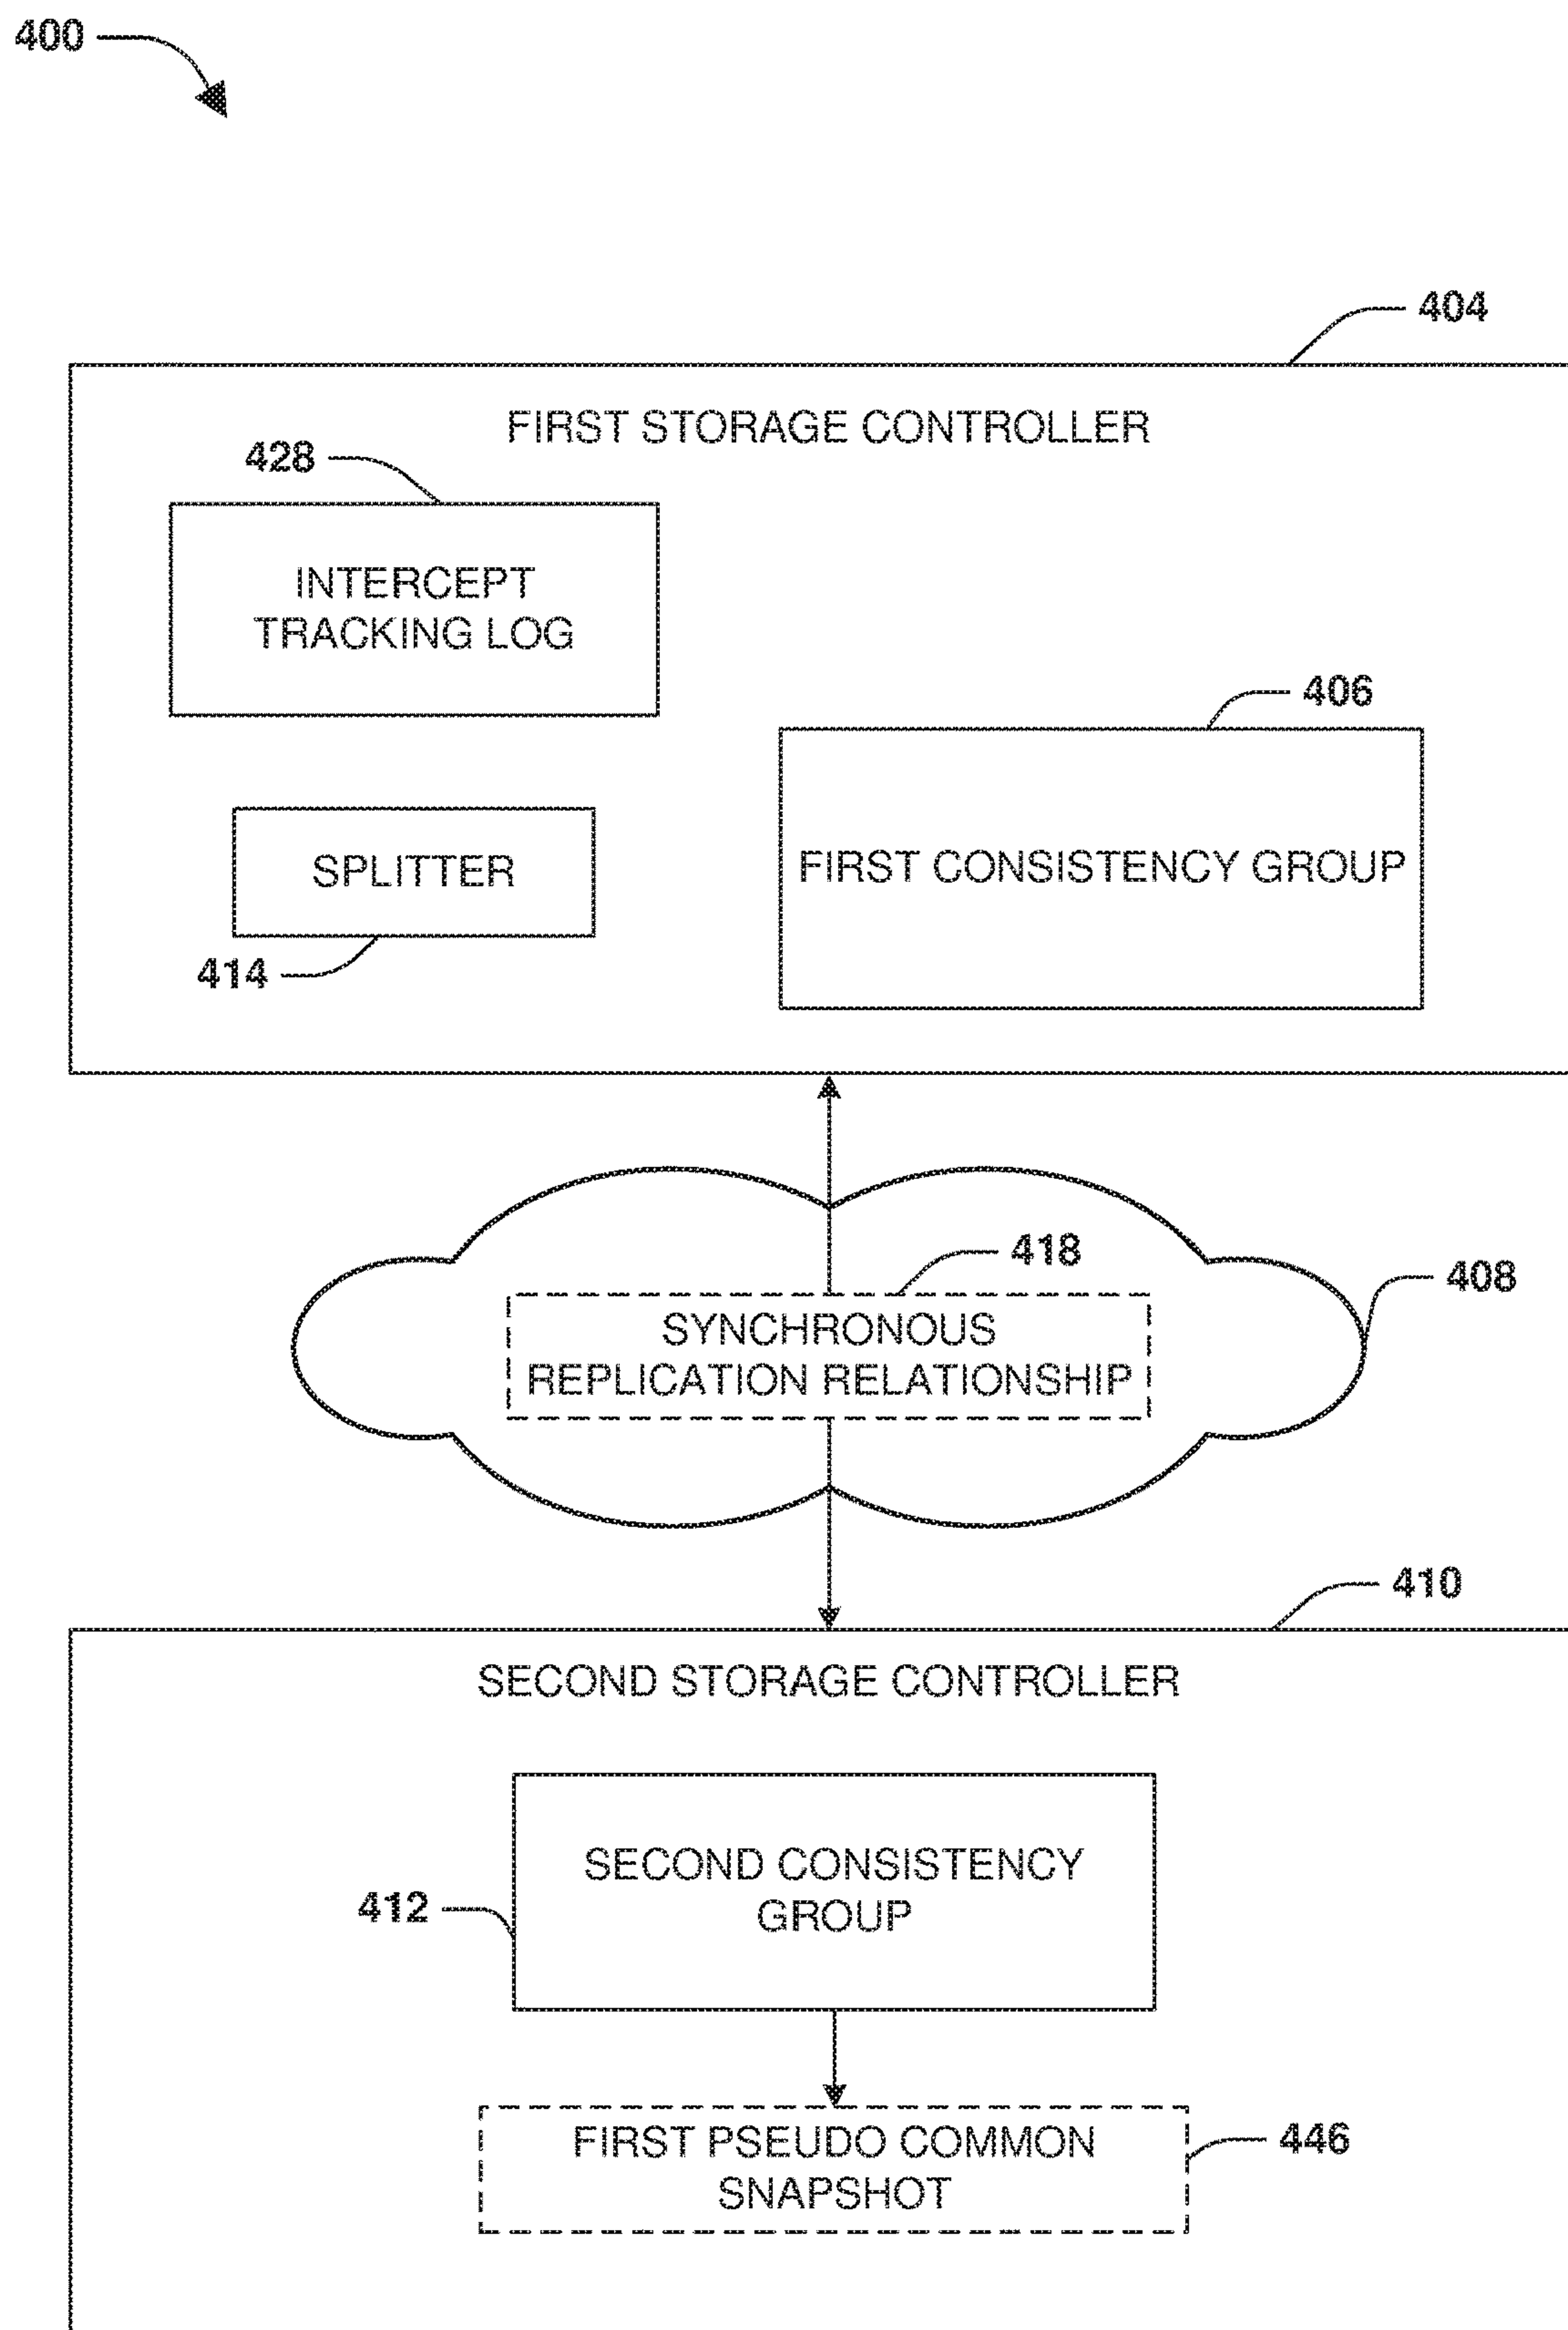 400
404
FIRST STORAGE CONTROLLER
428
INTERCEPT
TRACKING LOG
406
FIRST CONSISTENCY GROUP
SPLITTER
414
418
408
SYNCHRONOUS
REPLICATION RELATIONSHIP
410
SECOND STORAGE CONTROLLER
SECOND CONSISTENCY
GROUP
412
FIRST PSEUDO COMMON
SNAPSHOT
446